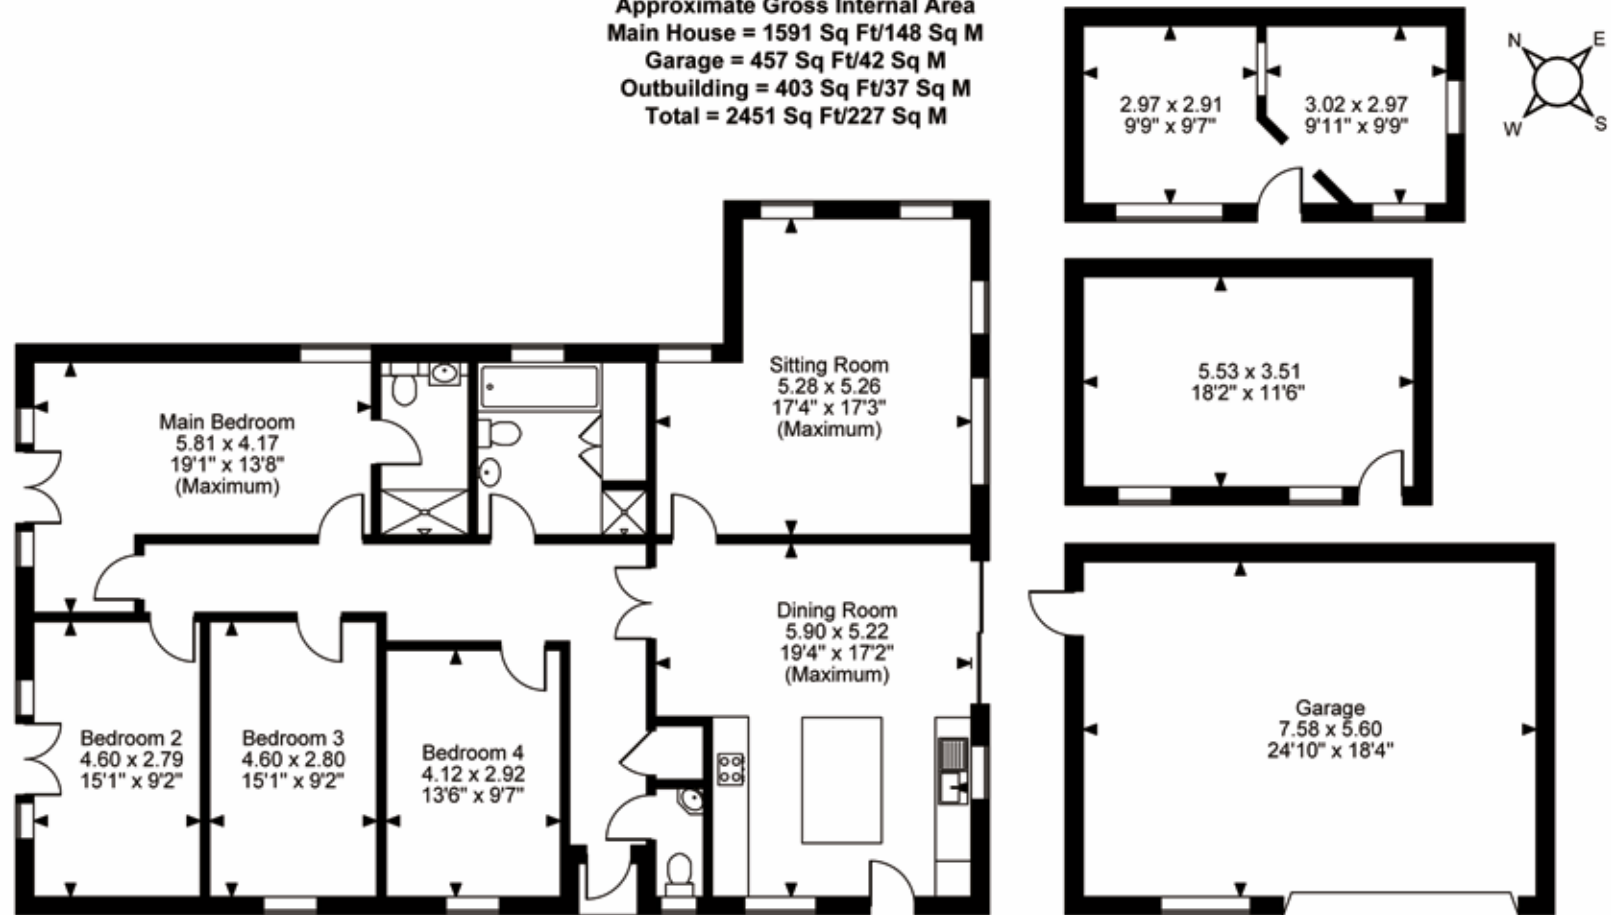 Approximate Gross Internal Area
Main House = 1591 Sq Ft/148 Sq M
Garage = 457 Sq Ft/42 Sq M
Outbuilding = 403 Sq Ft/37 Sq M
Total = 2451 Sq Ft/227 Sq M
2.97 x 2.91
9'9" x 9'7"
3.02 x 2.97
9'11" x 9'9"
N
E
W
S
Sitting Room
5.28 x 5.26
17'4" x 17'3"
(Maximum)
5.53 x 3.51
18'2" x 11'6"
Main Bedroom
5.81 x 4.17
19'1" x 13'8"
(Maximum)
Dining Room
5.90 x 5.22
19'4" x 17'2"
(Maximum)
Bedroom 2
4.60 x 2.79
15'1" x 9'2"
Bedroom 3
4.60 x 2.80
15'1" x 9'2"
Bedroom 4
4.12 x 2.92
13'6" x 9'7"
Garage
7.58 x 5.60
24'10" x 18'4"